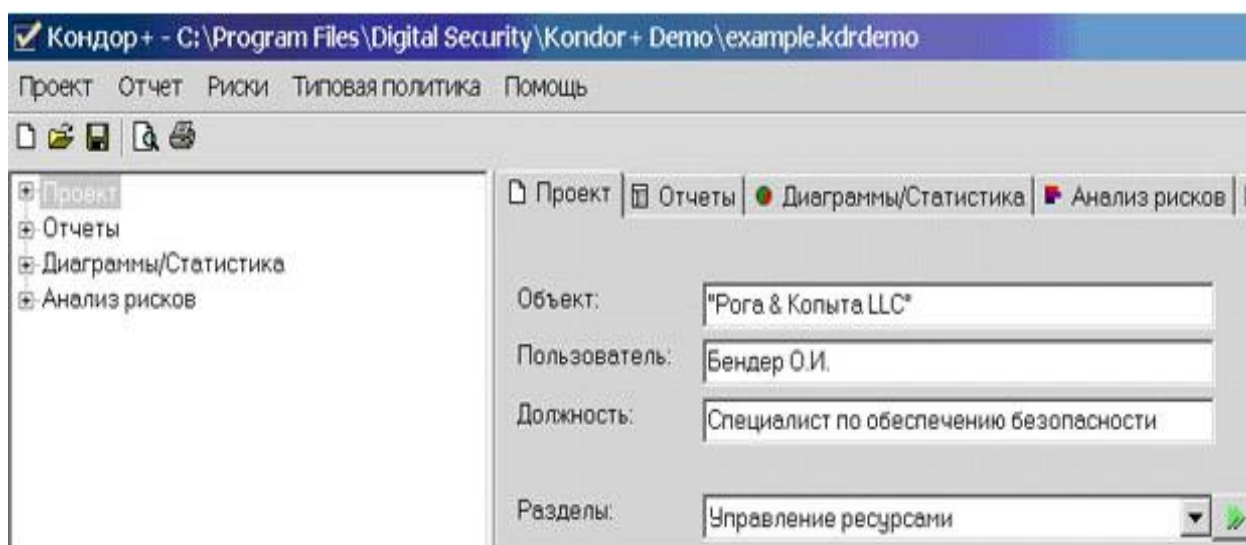 Кондор+ - C:\Program Files\Digital Security\Kondor+ Demo\example.kdrdemo
Проект Отчет Риски Типовая политика Помощь
Проект
Отчеты
Диаграммы/Статистика
Анализ рисков
Проект Отчеты Диаграммы/Статистика Анализ рисков
Объект: "Рога & Копыта LLC"
Пользователь: Бендер О.И.
Должность: Специалист по обеспечению безопасности
Разделы: Управление ресурсами